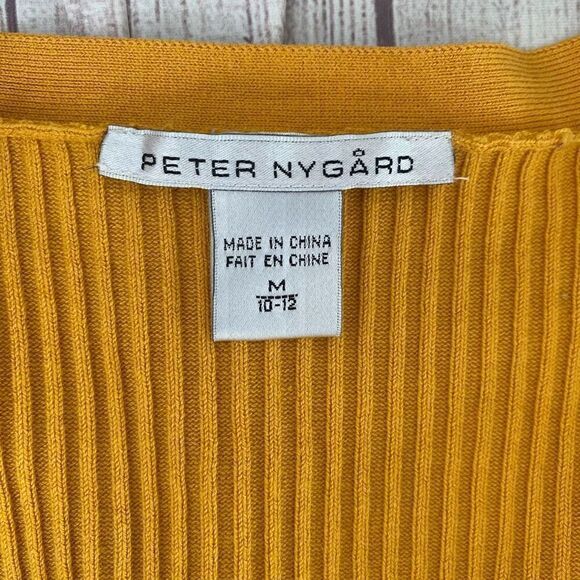 PETER NYGÅRD
MADE IN CHINA
FAIT EN CHINE
M
10-12